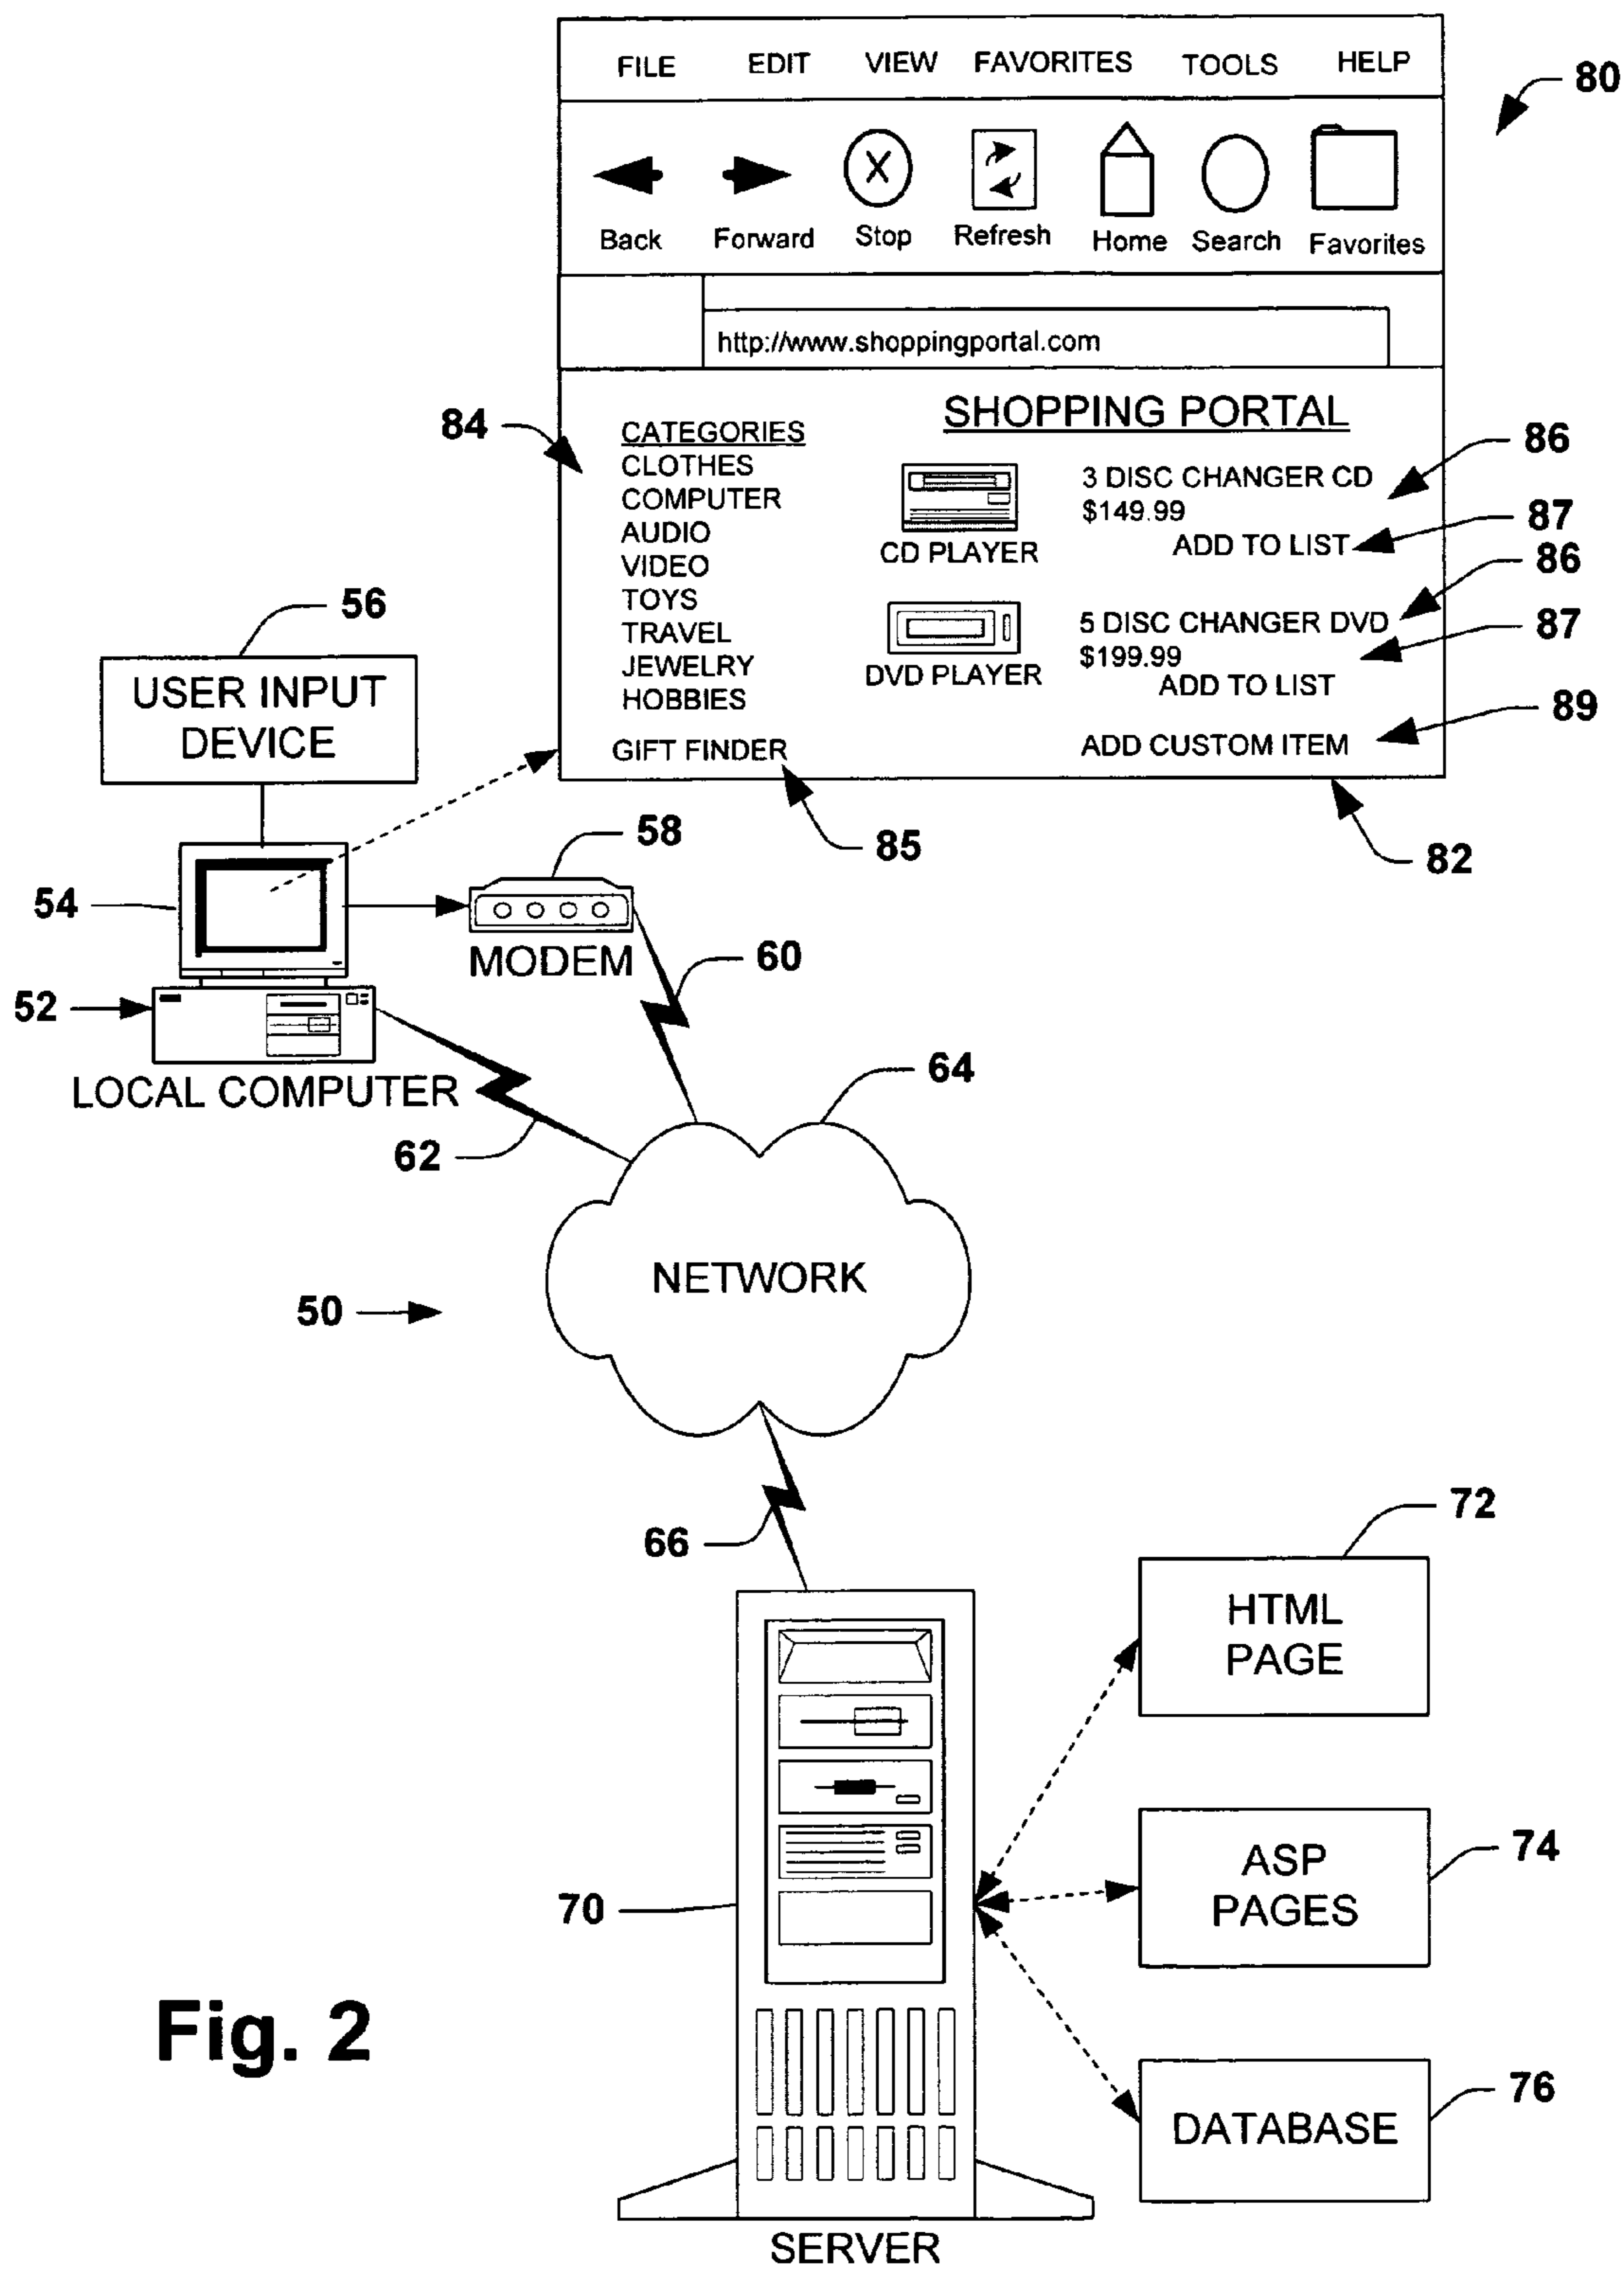 FILE EDIT VIEW FAVORITES TOOLS HELP
80
Back Forward Stop Refresh Home Search Favorites
X
http://www.shoppingportal.com
SHOPPING PORTAL
84
CATEGORIES
CLOTHES
COMPUTER
AUDIO
VIDEO
TOYS
TRAVEL
JEWELRY
HOBBIES
GIFT FINDER
85
CD PLAYER
3 DISC CHANGER CD
$149.99
ADD TO LIST
86
87
DVD PLAYER
5 DISC CHANGER DVD
$199.99
ADD TO LIST
86
87
ADD CUSTOM ITEM
89
82
56
USER INPUT
DEVICE
54
52
LOCAL COMPUTER
58
MODEM
60
62
64
NETWORK
50
66
70
SERVER
72
HTML
PAGE
74
ASP
PAGES
76
DATABASE
Fig. 2